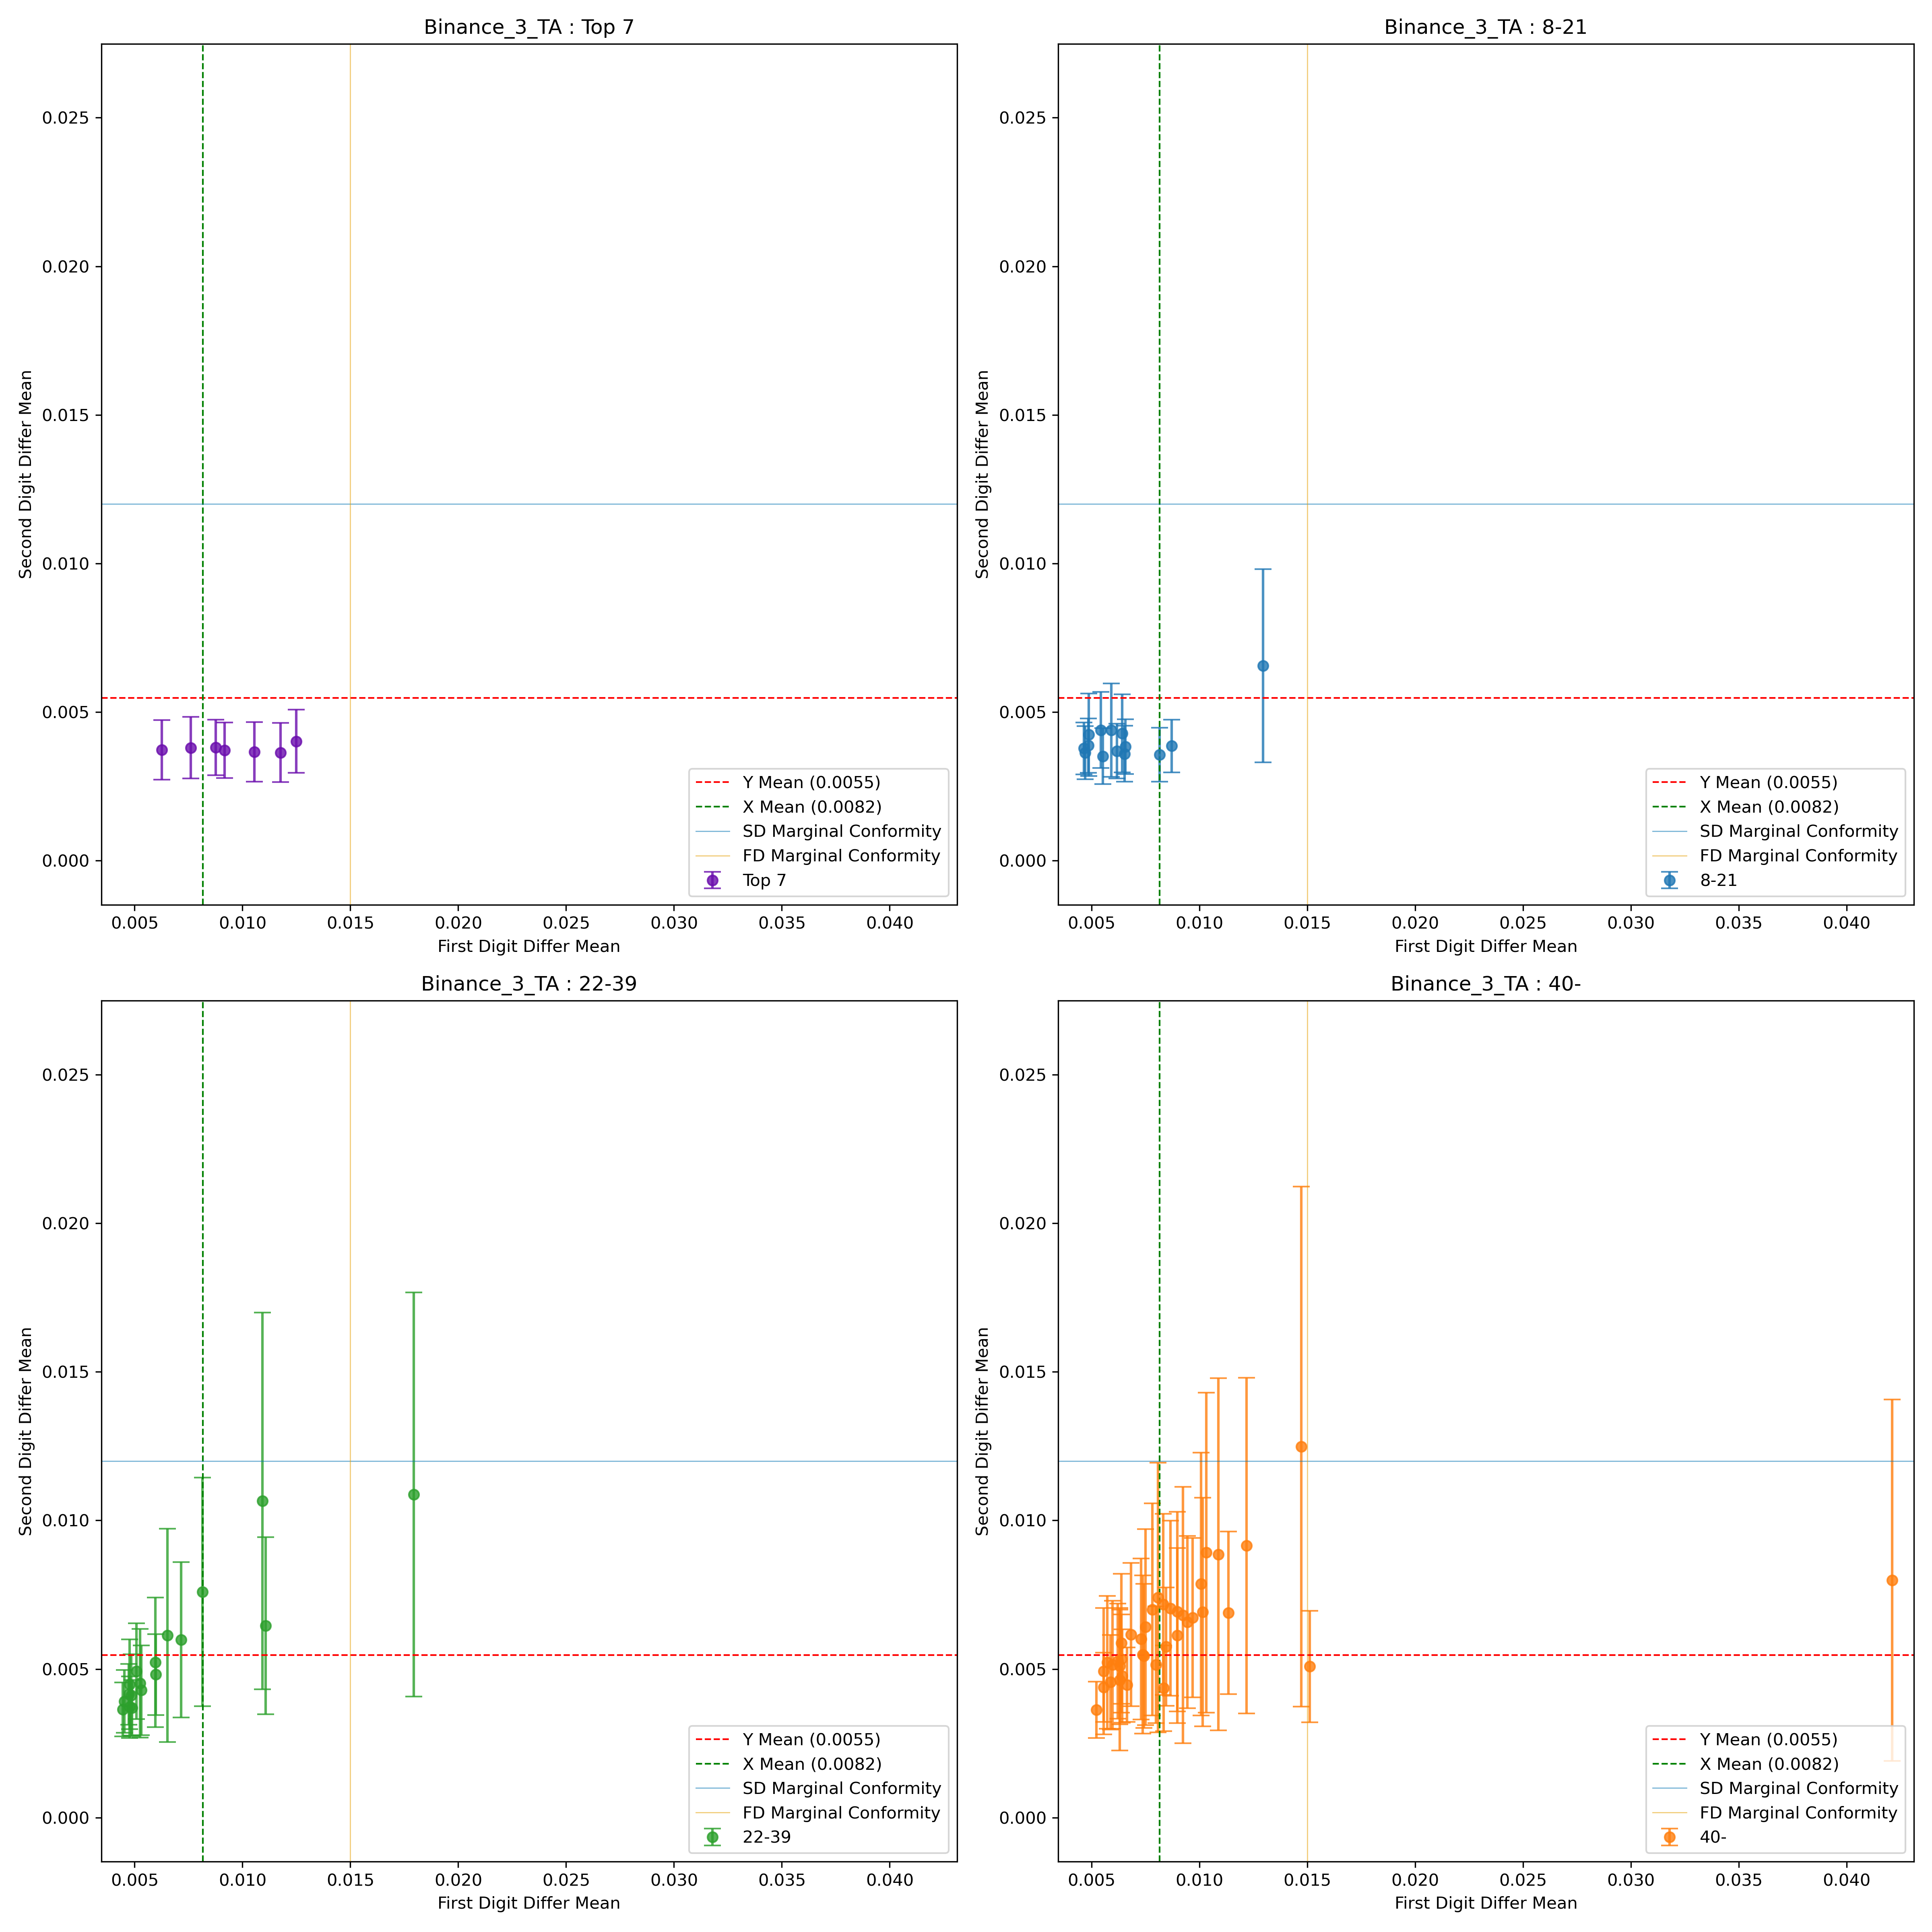 Binance_3_TA : Top 7
0.025
0.020
0.015
0.010
0.005
0.000
Second Digit Differ Mean
0.005 0.010 0.015 0.020 0.025 0.030 0.035 0.040
First Digit Differ Mean
Y Mean (0.0055)
X Mean (0.0082)
SD Marginal Conformity
FD Marginal Conformity
Top 7
Binance_3_TA : 8-21
0.025
0.020
0.015
0.010
0.005
0.000
Second Digit Differ Mean
0.005 0.010 0.015 0.020 0.025 0.030 0.035 0.040
First Digit Differ Mean
Y Mean (0.0055)
X Mean (0.0082)
SD Marginal Conformity
FD Marginal Conformity
8-21
Binance_3_TA : 22-39
0.025
0.020
0.015
0.010
0.005
0.000
Second Digit Differ Mean
0.005 0.010 0.015 0.020 0.025 0.030 0.035 0.040
First Digit Differ Mean
Y Mean (0.0055)
X Mean (0.0082)
SD Marginal Conformity
FD Marginal Conformity
22-39
Binance_3_TA : 40-
0.025
0.020
0.015
0.010
0.005
0.000
Second Digit Differ Mean
0.005 0.010 0.015 0.020 0.025 0.030 0.035 0.040
First Digit Differ Mean
Y Mean (0.0055)
X Mean (0.0082)
SD Marginal Conformity
FD Marginal Conformity
40-